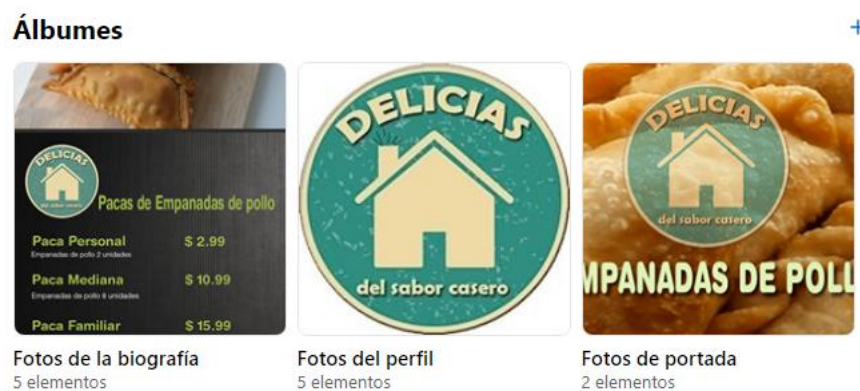 Álbumes
DELICIAS
del sabor casero
Pacas de Empanadas de pollo
Paca Personal $ 2.99
Empanadas de pollo 2 unidades
Paca Mediana $ 10.99
Empanadas de pollo 8 unidades
Paca Familiar $ 15.99
DELICIAS
del sabor casero
DELICIAS
del sabor casero
MPANADAS DE POLL
Fotos de la biografía
5 elementos
Fotos del perfil
5 elementos
Fotos de portada
2 elementos